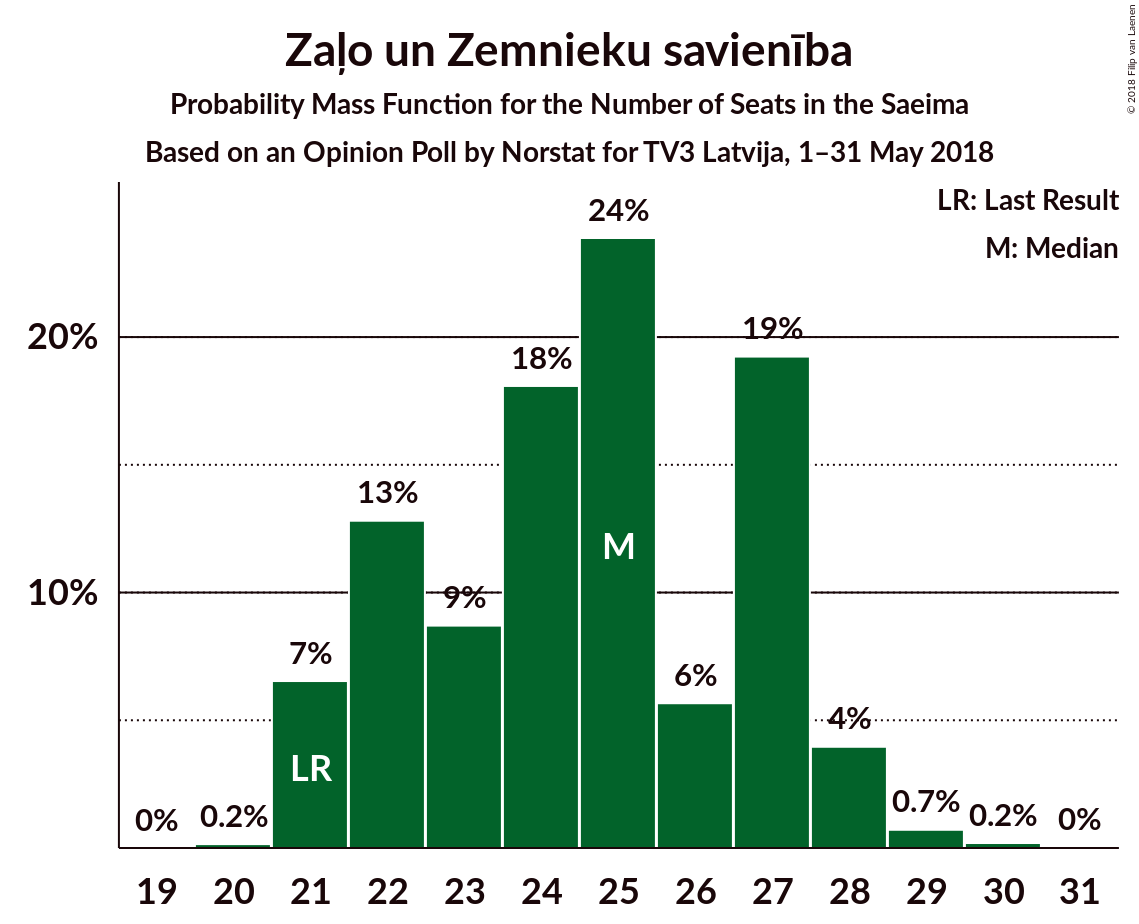 Zaļo un Zemnieku savienība
Probability Mass Function for the Number of Seats in the Saeima
Based on an Opinion Poll by Norstat for TV3 Latvija, 1–31 May 2018
© 2018 Filip van Laenen
LR: Last Result
M: Median
20%
10%
0%
0.2%
7%
13%
9%
18%
24%
6%
19%
4%
0.7%
0.2%
0%
LR
M
19 20 21 22 23 24 25 26 27 28 29 30 31